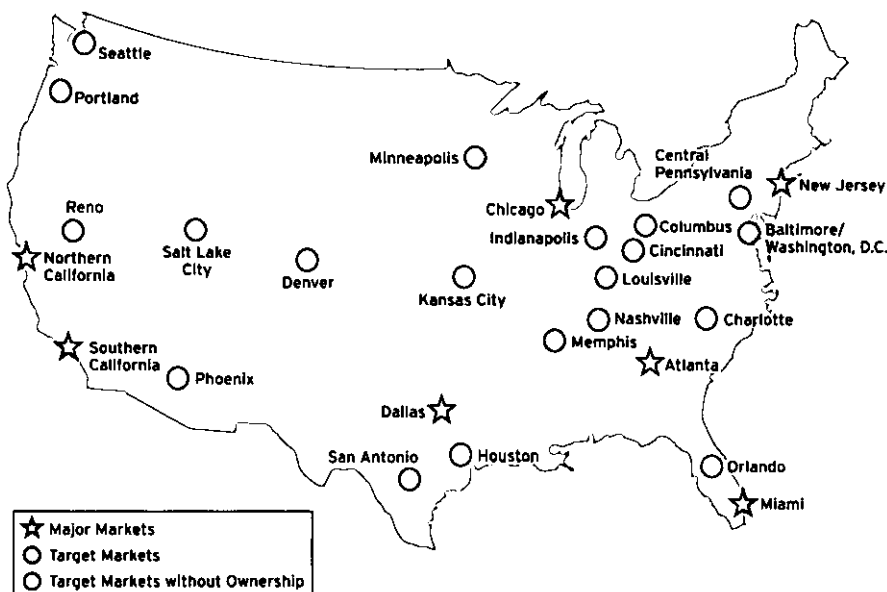 Seattle
Portland
Minneapolis
Central
Pennsylvania
New Jersey
Chicago
Reno
Columbus
Baltimore/
Washington, D.C.
Indianapolis
Cincinnati
Salt Lake
City
Northern
California
Denver
Kansas City
Louisville
Nashville
Charlotte
Memphis
Southern
California
Phoenix
Atlanta
Dallas
San Antonio
Houston
Orlando
Miami
Major Markets
Target Markets
Target Markets without Ownership